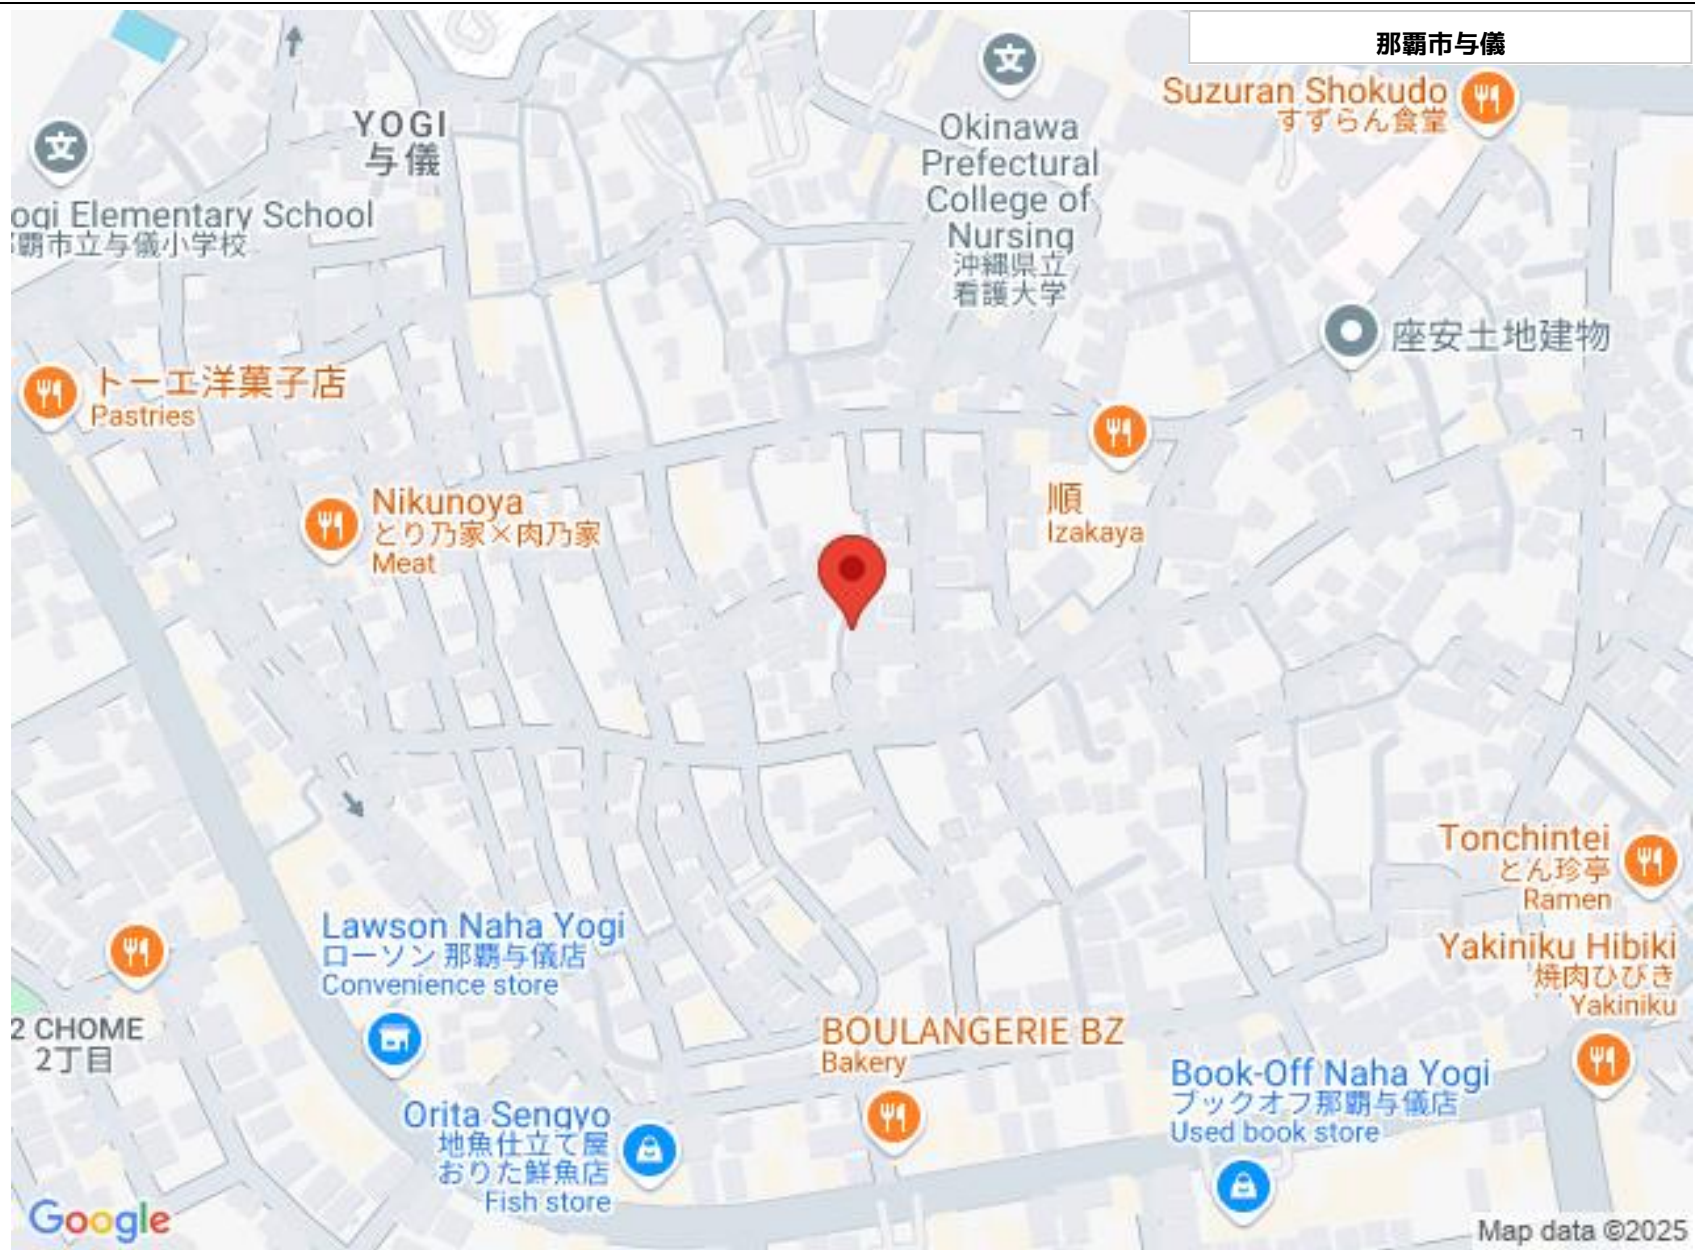 那覇市与儀
Suzuran Shokudo
すずらん食堂
YOGI
与儀
Okinawa
Prefectural
College of
Nursing
沖縄県立
看護大学
ogi Elementary School
覇市立与儀小学校
座安土地建物
トーエ洋菓子店
Pastries
Nikunoya
とり乃家×肉乃家
Meat
順
Izakaya
Tonchintei
とん珍亭
Ramen
Lawson Naha Yogi
ローソン 那覇与儀店
Convenience store
Yakiniku Hibiki
焼肉ひびき
Yakiniku
2 CHOME
2丁目
BOULANGERIE BZ
Bakery
Book-Off Naha Yogi
ブックオフ那覇与儀店
Used book store
Orita Sengyo
地魚仕立て屋
おりた鮮魚店
Fish store
Google
Map data ©2025